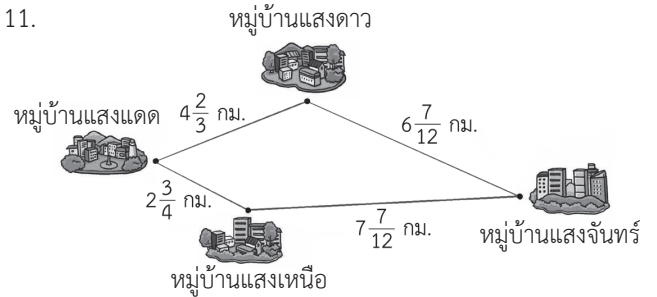 11.
หมู่บ้านแสงดาว
หมู่บ้านแสงแดด
4 2/3 กม.
6 7/12 กม.
2 3/4 กม.
7 7/12 กม.
หมู่บ้านแสงจันทร์
หมู่บ้านแสงเหนือ